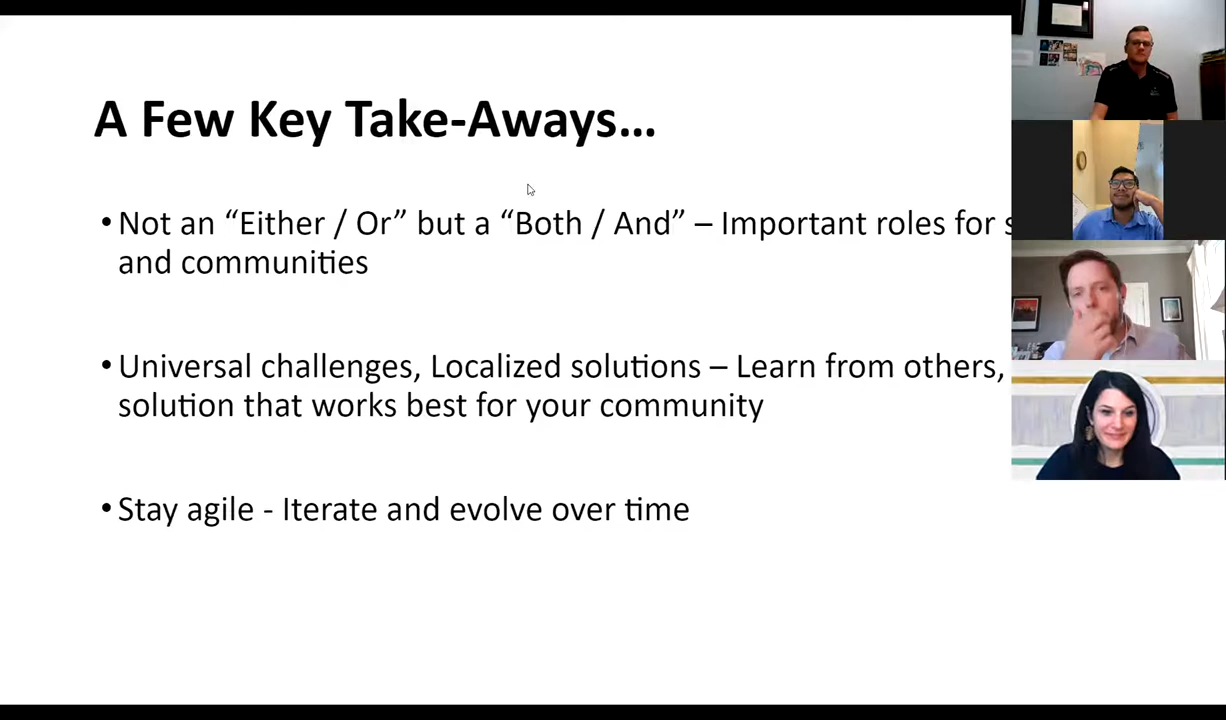 A Few Key Take-Aways...
• Not an “Either / Or” but a “Both / And” – Important roles for
and communities
• Universal challenges, Localized solutions – Learn from others,
solution that works best for your community
• Stay agile - Iterate and evolve over time